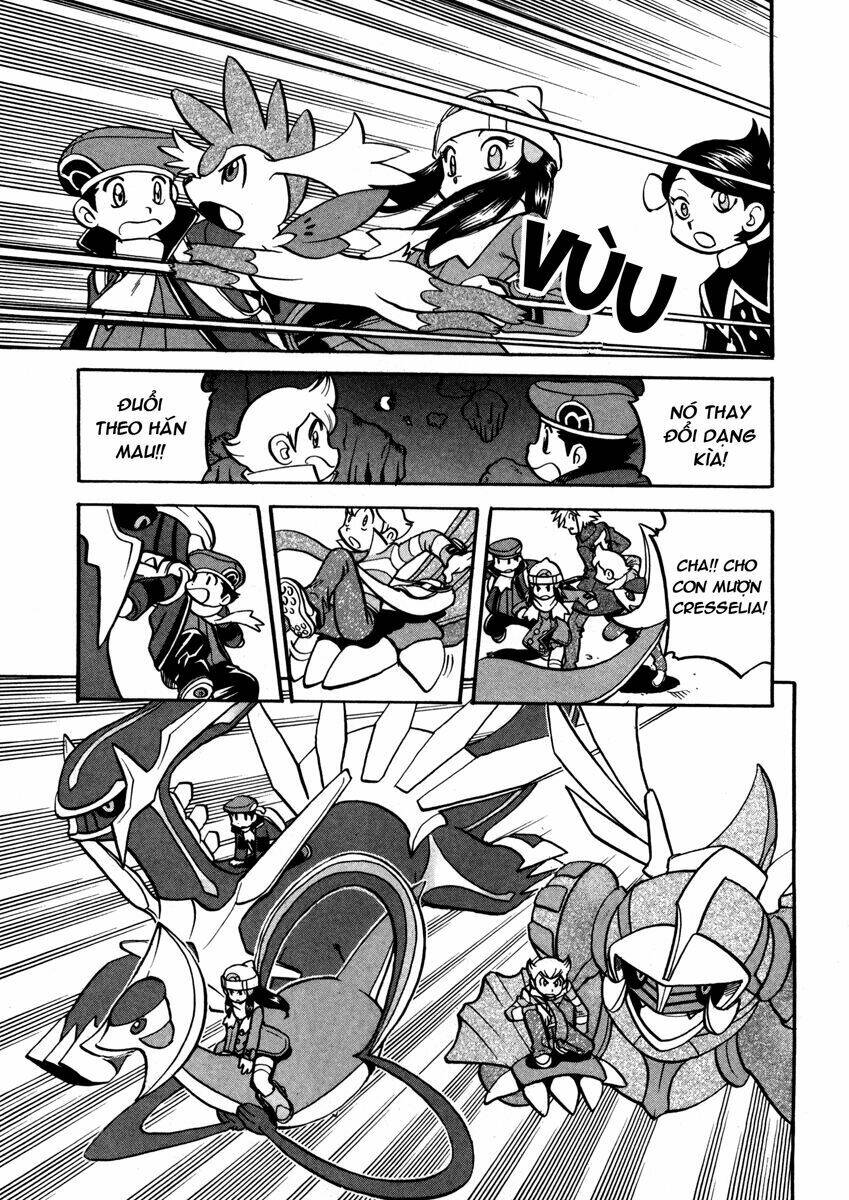 VÙU
NÓ THAY
ĐỔI DẠNG
KÌA!
ĐUỔI
THEO HẮN
MAU!!
CHA!! CHO
CON MƯỢN
CRESSELIA!